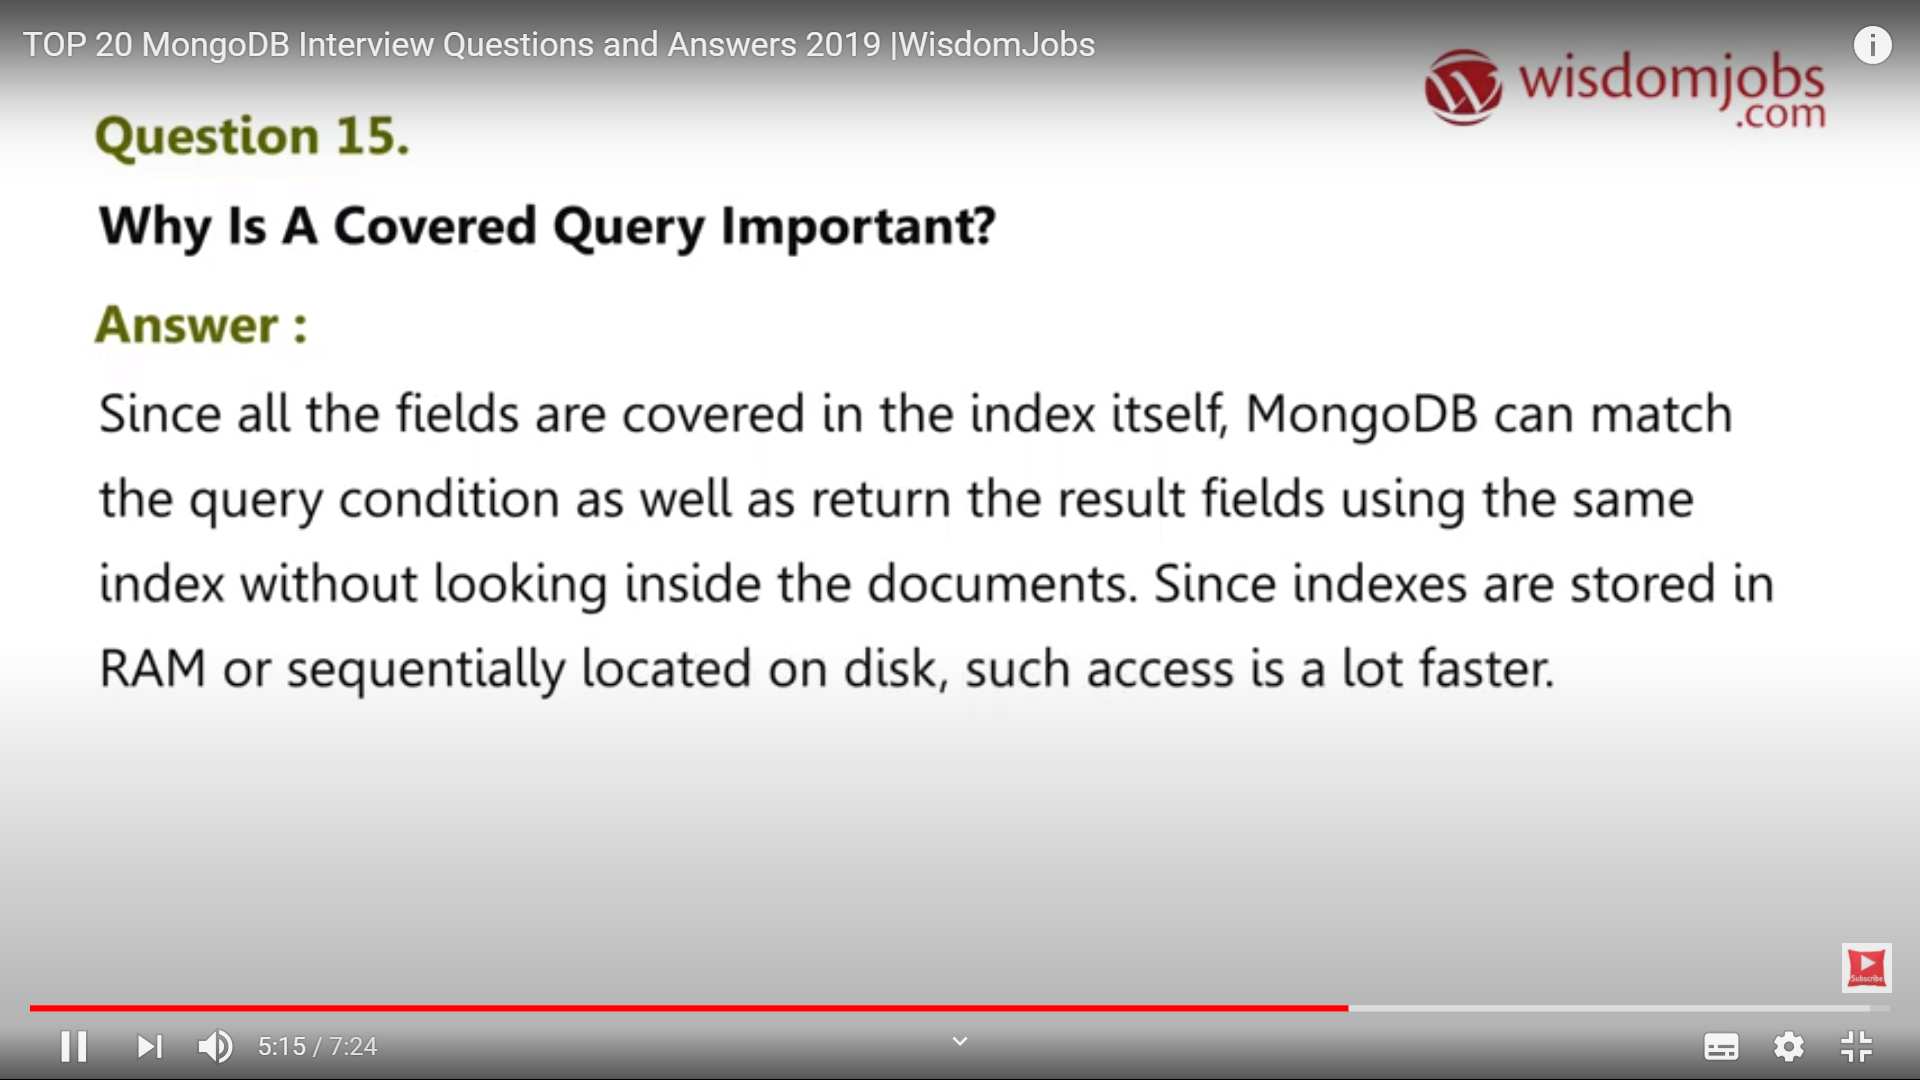 TOP 20 MongoDB Interview Questions and Answers 2019 |WisdomJobs
wisdomjobs
.com
Question 15.
Why Is A Covered Query Important?
Answer :
Since all the fields are covered in the index itself, MongoDB can match
the query condition as well as return the result fields using the same
index without looking inside the documents. Since indexes are stored in
RAM or sequentially located on disk, such access is a lot faster.
Subscribe
5:15 / 7:24